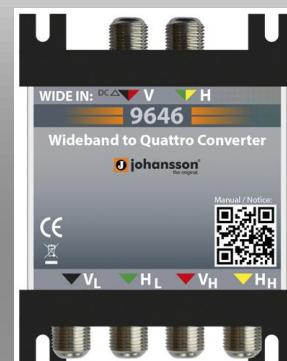 WIDE IN: DC V H
9646
Wideband to Quattro Converter
johansson
the original
Manual / Notice:
CE
VL HL VH HH